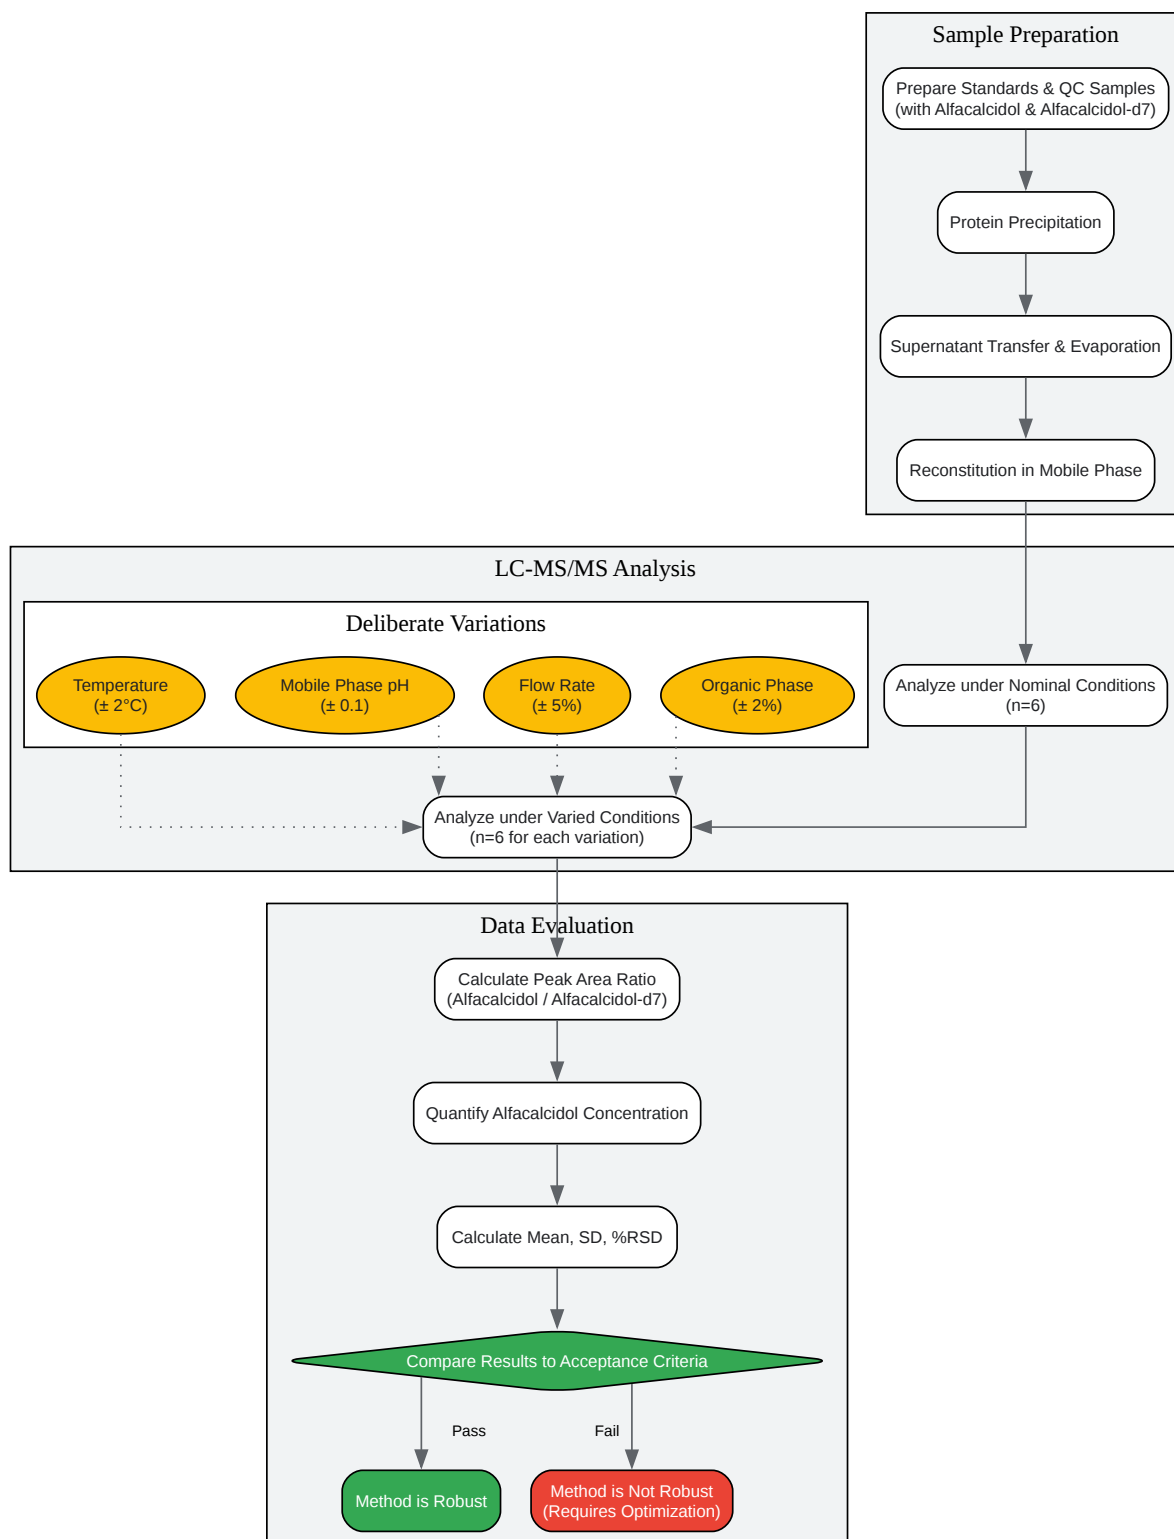 Sample Preparation
Prepare Standards & QC Samples
(with Alfacalcidol & Alfacalcidol-d7)
Protein Precipitation
Supernatant Transfer & Evaporation
Reconstitution in Mobile Phase
LC-MS/MS Analysis
Deliberate Variations
Temperature
(± 2°C)
Mobile Phase pH
(± 0.1)
Flow Rate
(± 5%)
Organic Phase
(± 2%)
Analyze under Nominal Conditions
(n=6)
Analyze under Varied Conditions
(n=6 for each variation)
Data Evaluation
Calculate Peak Area Ratio
(Alfacalcidol / Alfacalcidol-d7)
Quantify Alfacalcidol Concentration
Calculate Mean, SD, %RSD
Compare Results to Acceptance Criteria
Pass
Fail
Method is Robust
Method is Not Robust
(Requires Optimization)